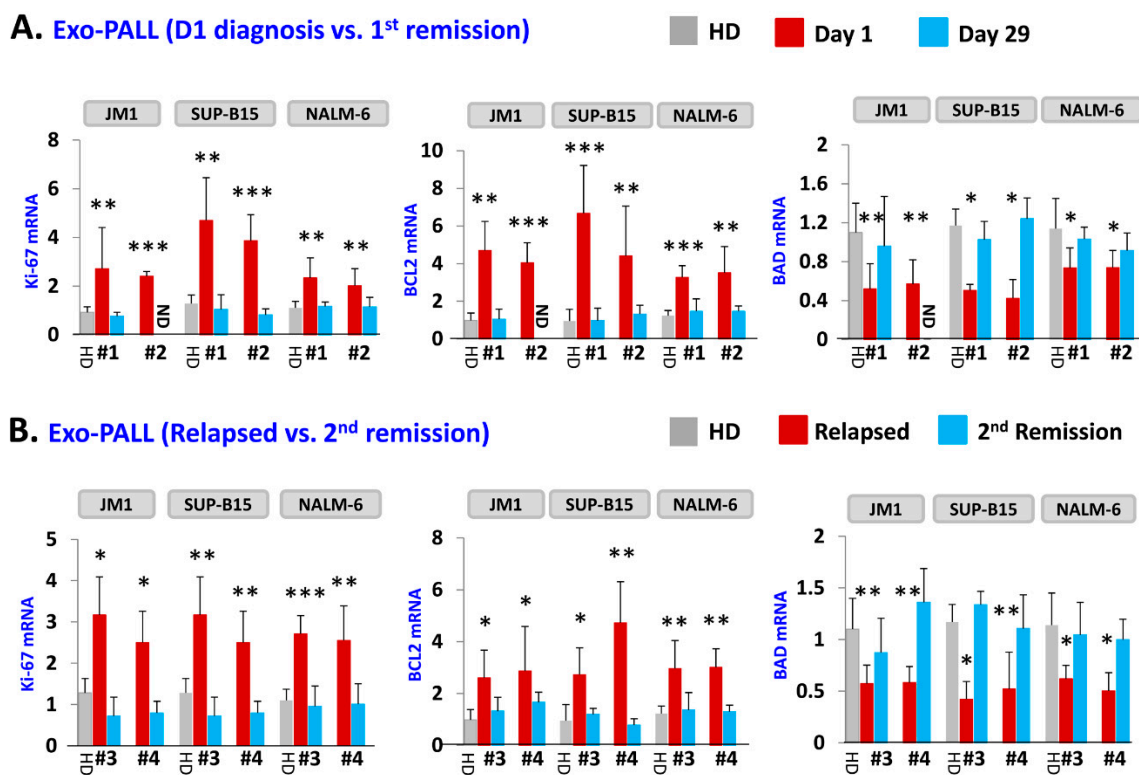 A. Exo-PALL (D1 diagnosis vs. 1st remission)
HD Day 1 Day 29
JM1 SUP-B15 NALM-6
Ki-67 mRNA
8
6
4
2
0
** *** ** *** ** **
ND
HD #1 #2 HD #1 #2 HD #1 #2
JM1 SUP-B15 NALM-6
BCL2 mRNA
10
8
6
4
2
0
** *** *** ** *** **
ND
HD #1 #2 HD #1 #2 HD #1 #2
JM1 SUP-B15 NALM-6
BAD mRNA
2
1.6
1.2
0.8
0.4
0
** ** * * * *
ND
HD #1 #2 HD #1 #2 HD #1 #2
B. Exo-PALL (Relapsed vs. 2nd remission)
HD Relapsed 2nd Remission
JM1 SUP-B15 NALM-6
Ki-67 mRNA
5
4
3
2
1
0
* * ** ** *** **
HD #3 #4 HD #3 #4 HD #3 #4
JM1 SUP-B15 NALM-6
BCL2 mRNA
8
6
4
2
0
* * * ** ** **
HD #3 #4 HD #3 #4 HD #3 #4
JM1 SUP-B15 NALM-6
BAD mRNA
2
1.5
1
0.5
0
** ** * ** * *
HD #3 #4 HD #3 #4 HD #3 #4